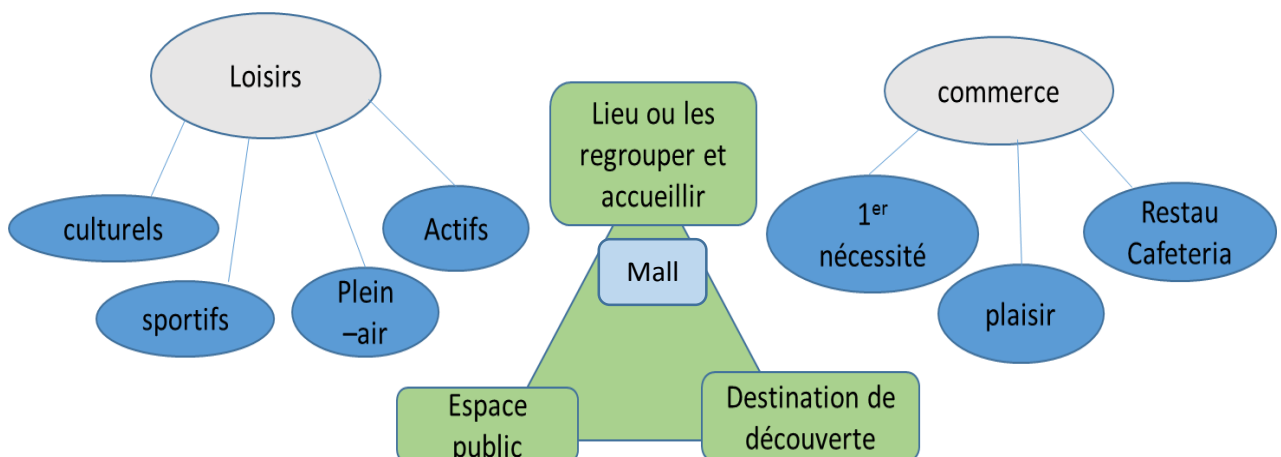 Loisirs
culturels
sportifs
Plein
–air
Actifs
Lieu ou les
regrouper et
accueillir
Mall
Espace
public
Destination de
découverte
commerce
1er
nécessité
plaisir
Restau
Cafeteria